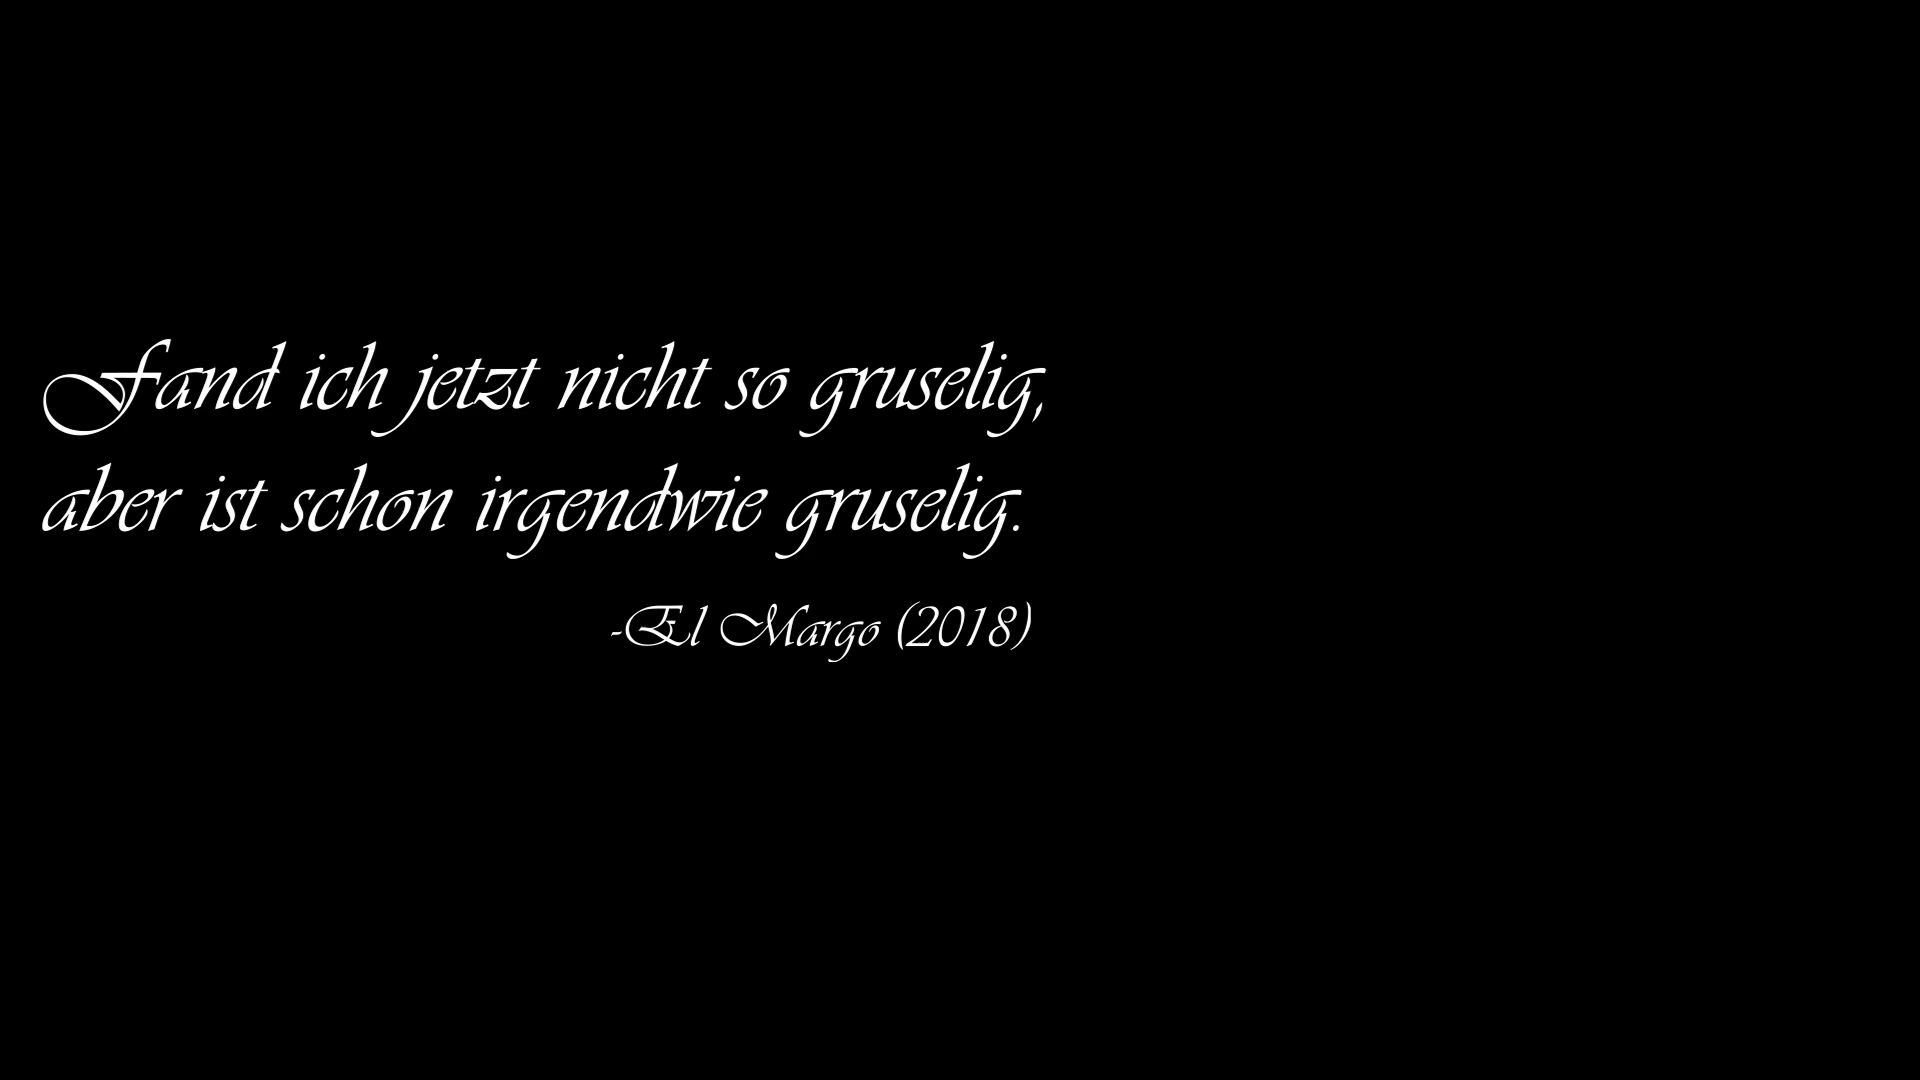 Fand ich jetzt nicht so gruselig,
aber ist schon irgendwie gruselig.
-El Margo (2018)